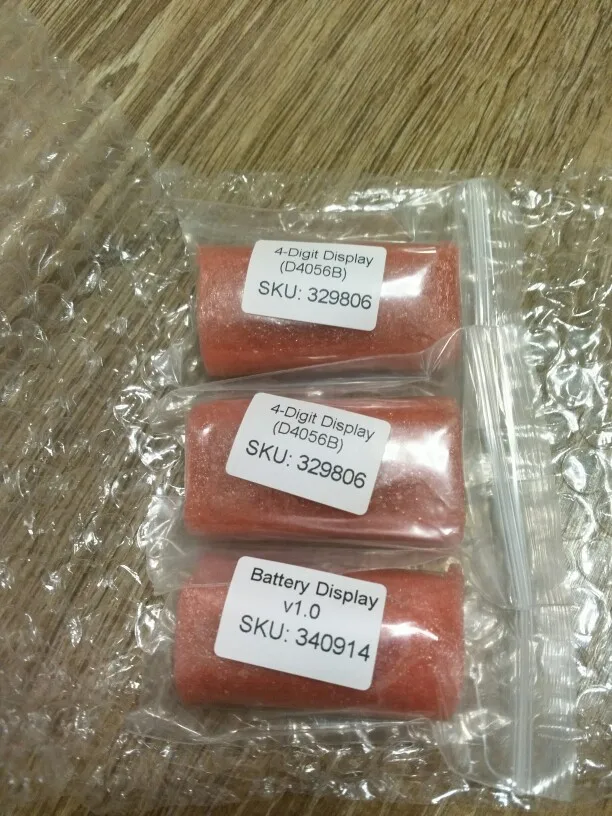 4-Digit Display
(D4056B)
SKU: 329806
4-Digit Display
(D4056B)
SKU: 329806
Battery Display
v1.0
SKU: 340914